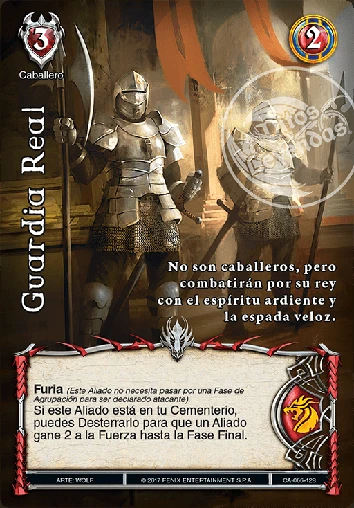 3
2
Caballero
Guardia Real
Mitos
Leyendas
No son caballeros, pero
combatirán por su rey
con el espíritu ardiente y
la espada veloz.
Furia (Este Aliado no necesita pasar por una Fase de
Agrupación para ser declarado atacante)
Si este Aliado está en tu Cementerio,
puedes Desterrarlo para que un Aliado
gane 2 a la Fuerza hasta la Fase Final.
ARTE: WOLF
© 2017 FENIX ENTERTAINMENT S.P.A.